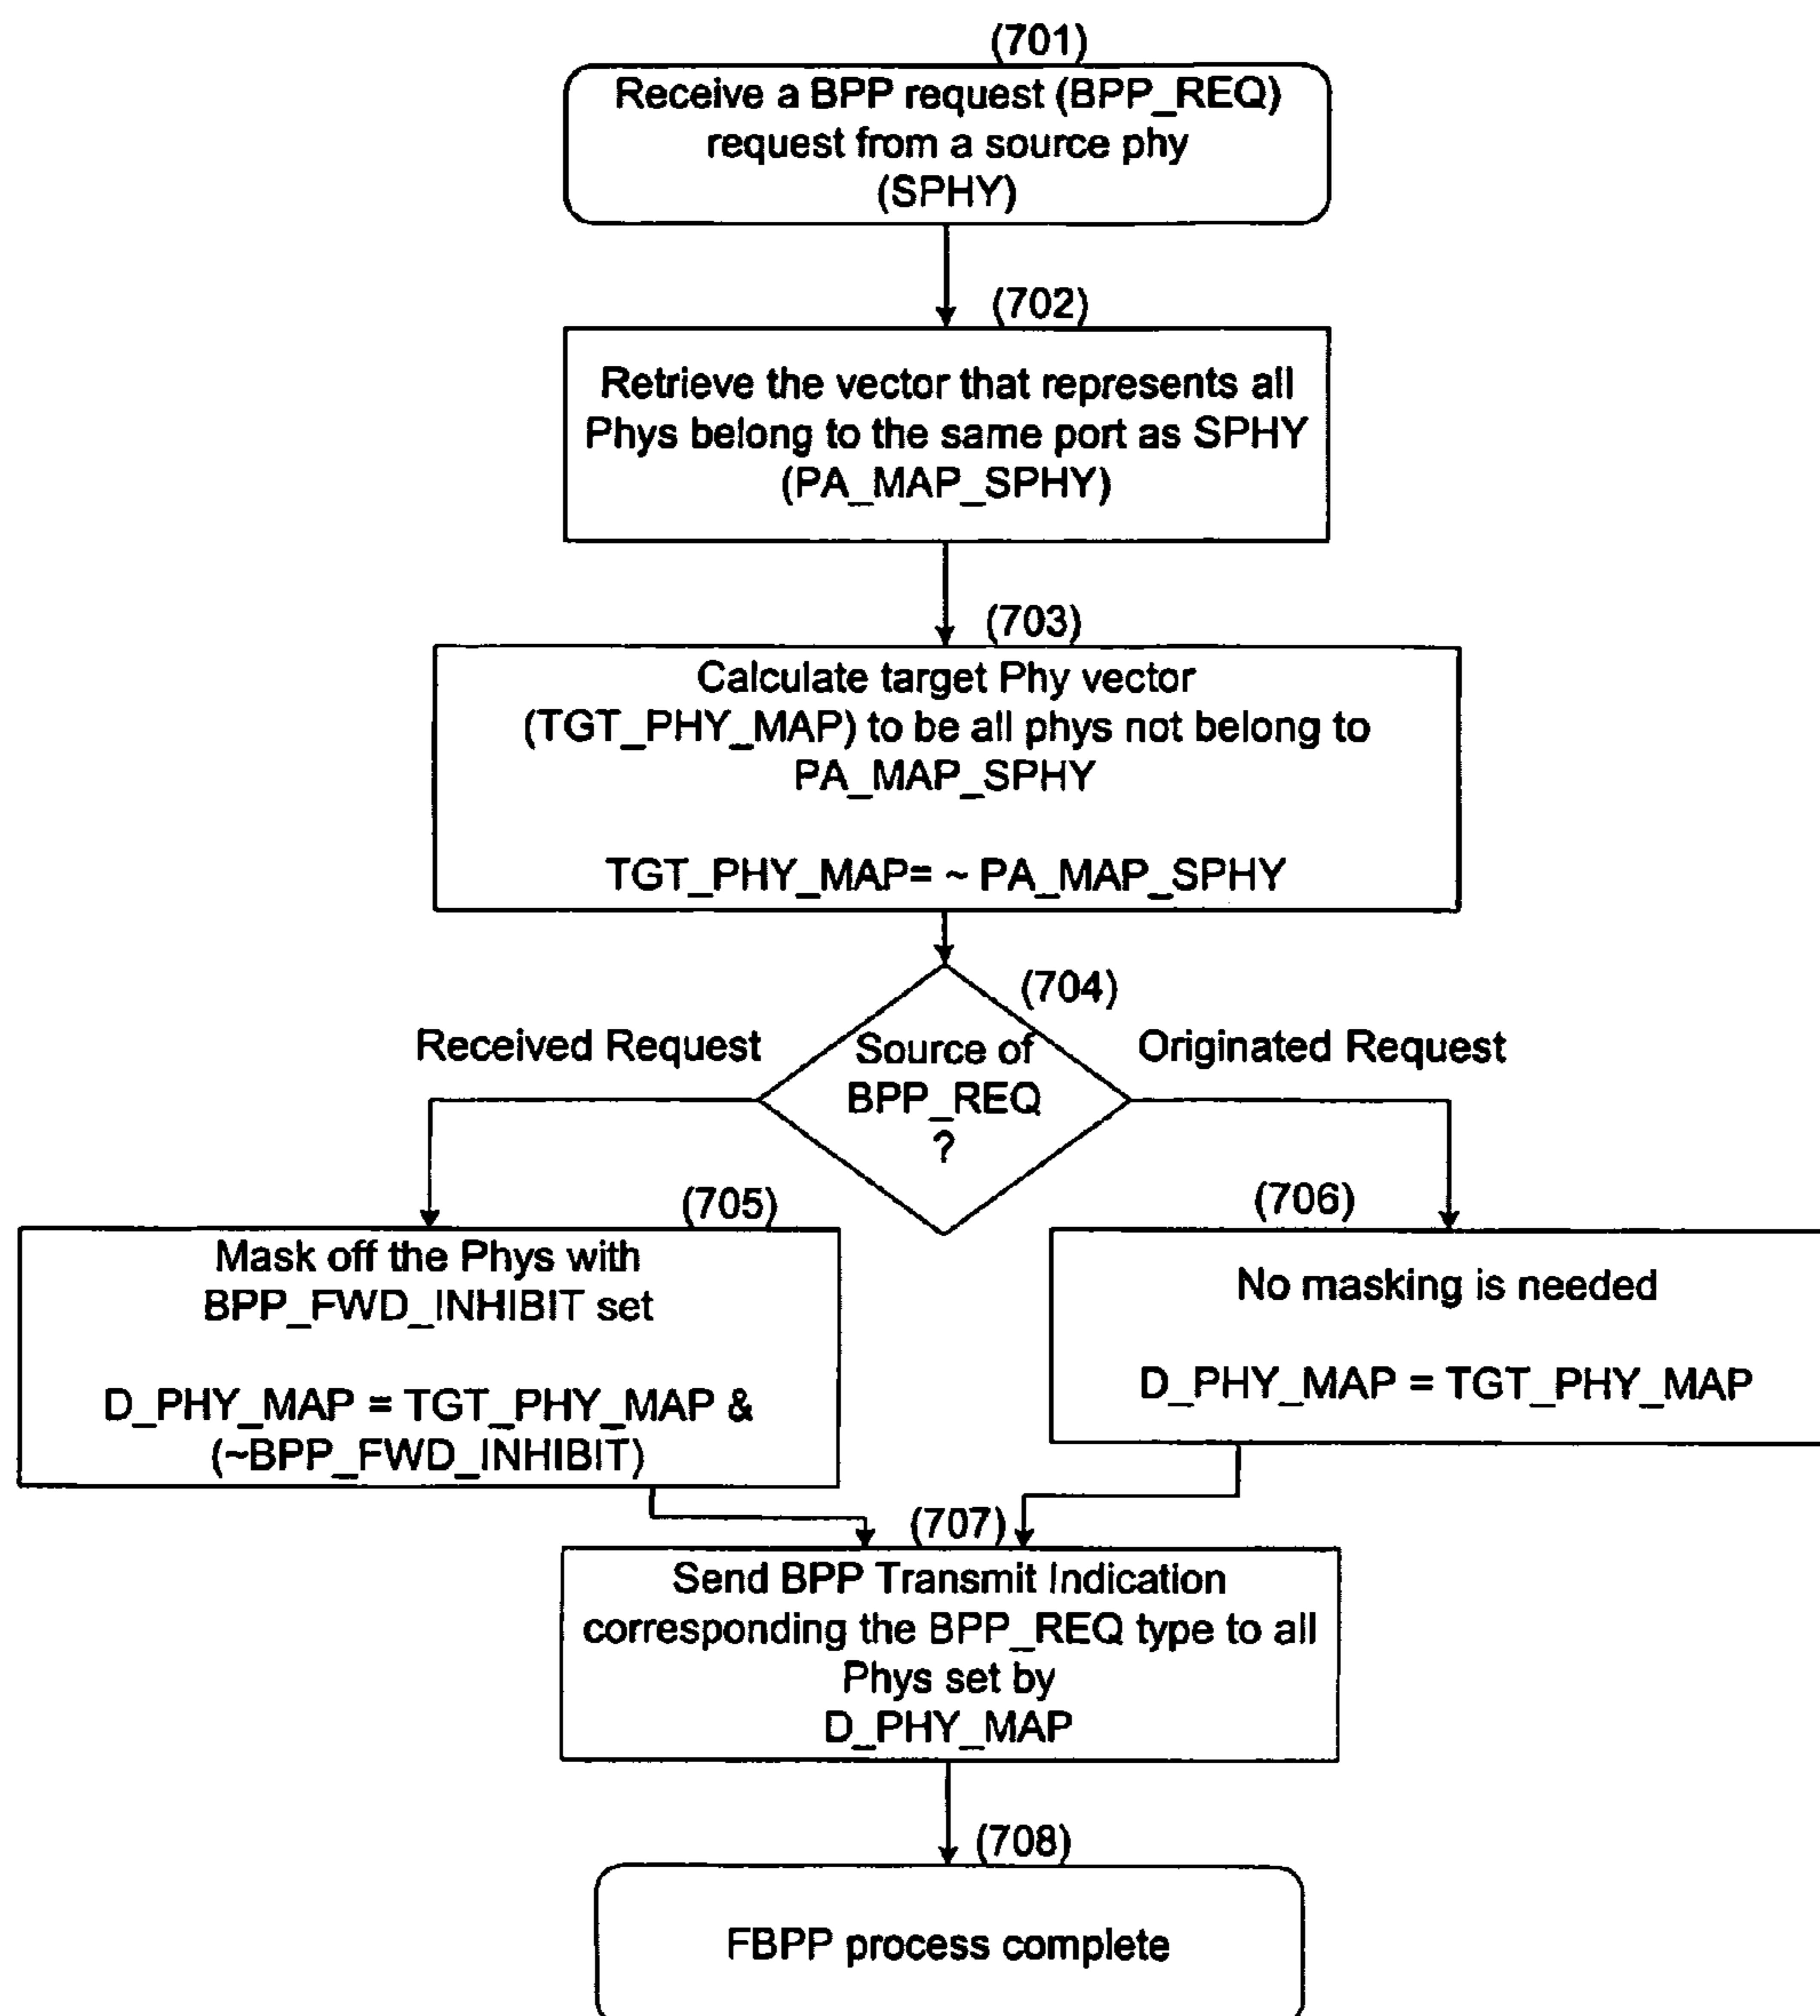 (701)
Receive a BPP request (BPP_REQ)
request from a source phy
(SPHY)
(702)
Retrieve the vector that represents all
Phys belong to the same port as SPHY
(PA_MAP_SPHY)
(703)
Calculate target Phy vector
(TGT_PHY_MAP) to be all phys not belong to
PA_MAP_SPHY
TGT_PHY_MAP= ~ PA_MAP_SPHY
(704)
Received Request
Source of
BPP_REQ
?
Originated Request
(705)
Mask off the Phys with
BPP_FWD_INHIBIT set
D_PHY_MAP = TGT_PHY_MAP &
(~BPP_FWD_INHIBIT)
(706)
No masking is needed
D_PHY_MAP = TGT_PHY_MAP
(707)
Send BPP Transmit Indication
corresponding the BPP_REQ type to all
Phys set by
D_PHY_MAP
(708)
FBPP process complete